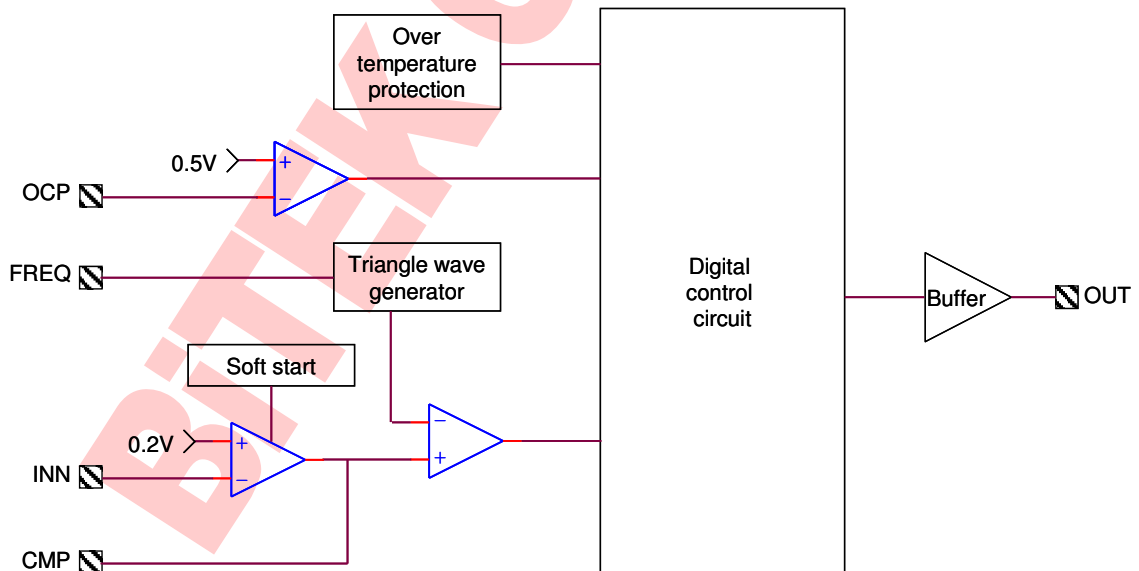 Over
temperature
protection
0.5V
+
−
OCP
FREQ
Triangle wave
generator
Digital
control
circuit
Buffer
OUT
Soft start
0.2V
+
−
INN
−
+
CMP
BiTEK